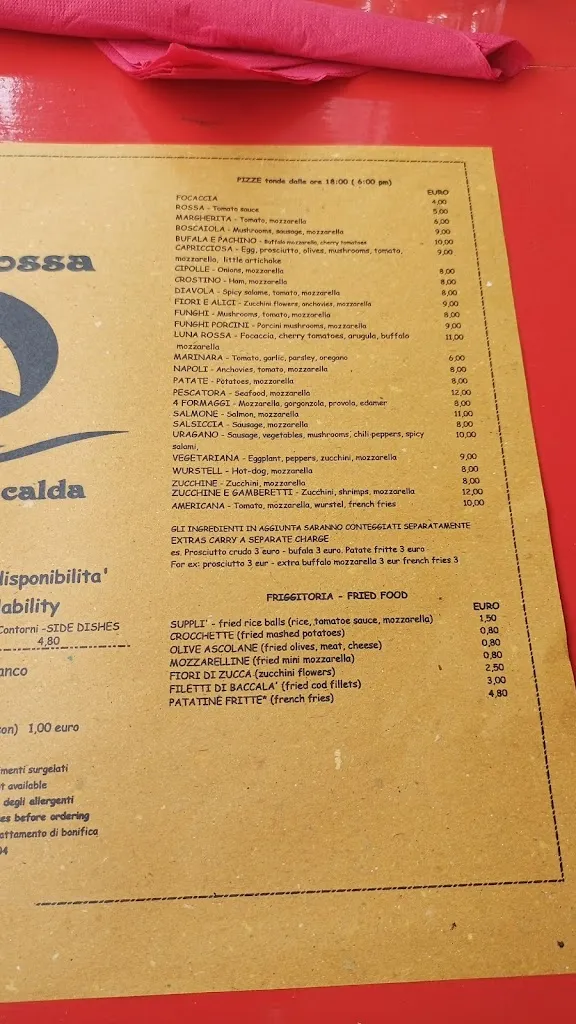 ossa
calda
disponibilita'
lability
Contorni -SIDE DISHES
4,80
anco
on) 1,00 euro
menti surgelati
t available
degli allergenti
es before ordering
attamento di bonifica
04
PIZZE tonde dalle ore 18:00 ( 6:00 pm)
EURO
FOCACCIA 4,00
ROSSA - Tomato sauce 5,00
MARGHERITA - Tomato, mozzarella 6,00
BOSCAIOLA - Mushrooms, sausage, mozzarella 9,00
BUFALA E PACHINO - Buffalo mozzarella, cherry tomatoes 10,00
CAPRICCIOSA - Egg, prosciutto, olives, mushrooms, tomato, 9,00
mozzarella, little artichoke
CIPOLLE - Onions, mozzarella 8,00
CROSTINO - Ham, mozzarella 8,00
DIAVOLA - Spicy salame, tomato, mozzarella 8,00
FIORI E ALICI - Zucchini flowers, anchovies, mozzarella 9,00
FUNGHI - Mushrooms, tomato, mozzarella 8,00
FUNGHI PORCINI - Porcini mushrooms, mozzarella 9,00
LUNA ROSSA - Focaccia, cherry tomatoes, arugula, buffalo 11,00
mozzarella
MARINARA - Tomato, garlic, parsley, oregano 6,00
NAPOLI - Anchovies, tomato, mozzarella 8,00
PATATE - Potatoes, mozzarella 8,00
PESCATORA - Seafood, mozzarella 12,00
4 FORMAGGI - Mozzarella, gorgonzola, provola, edamer 8,00
SALMONE - Salmon, mozzarella 11,00
SALSICCIA - Sausage, mozzarella 8,00
URAGANO - Sausage, vegetables, mushrooms, chili peppers, spicy 10,00
salami,
VEGETARIANA - Eggplant, peppers, zucchini, mozzarella 9,00
WURSTELL - Hot-dog, mozzarella 8,00
ZUCCHINE - Zucchini, mozzarella 8,00
ZUCCHINE E GAMBERETTI - Zucchini, shrimps, mozzarella 12,00
AMERICANA - Tomato, mozzarella, wurstel, french fries 10,00
GLI INGREDIENTI IN AGGIUNTA SARANNO CONTEGGIATI SEPARATAMENTE
EXTRAS CARRY A SEPARATE CHARGE
es. Prosciutto crudo 3 euro - bufala 3 euro. Patate fritte 3 euro
For ex: prosciutto 3 eur - extra buffalo mozzarella 3 eur french fries 3
FRIGGITORIA - FRIED FOOD
EURO
SUPPLI' - fried rice balls (rice, tomatoe sauce, mozzarella) 1,50
CROCCHETTE (fried mashed potatoes) 0,80
OLIVE ASCOLANE (fried olives, meat, cheese) 0,80
MOZZARELLINE (fried mini mozzarella) 0,80
FIORI DI ZUCCA (zucchini flowers) 2,50
FILETTI DI BACCALA' (fried cod fillets) 3,00
PATATINE FRITTE* (french fries) 4,80